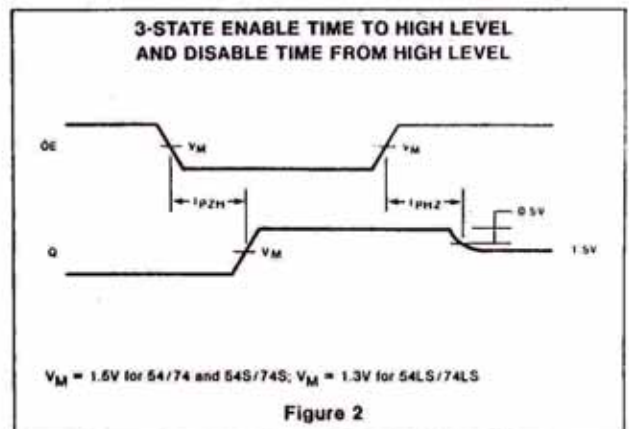 3-STATE ENABLE TIME TO HIGH LEVEL
AND DISABLE TIME FROM HIGH LEVEL
OE
VM
VM
tPZH
tPHZ
0.5V
Q
VM
1.5V
VM = 1.5V for 54/74 and 54S/74S; VM = 1.3V for 54LS/74LS
Figure 2